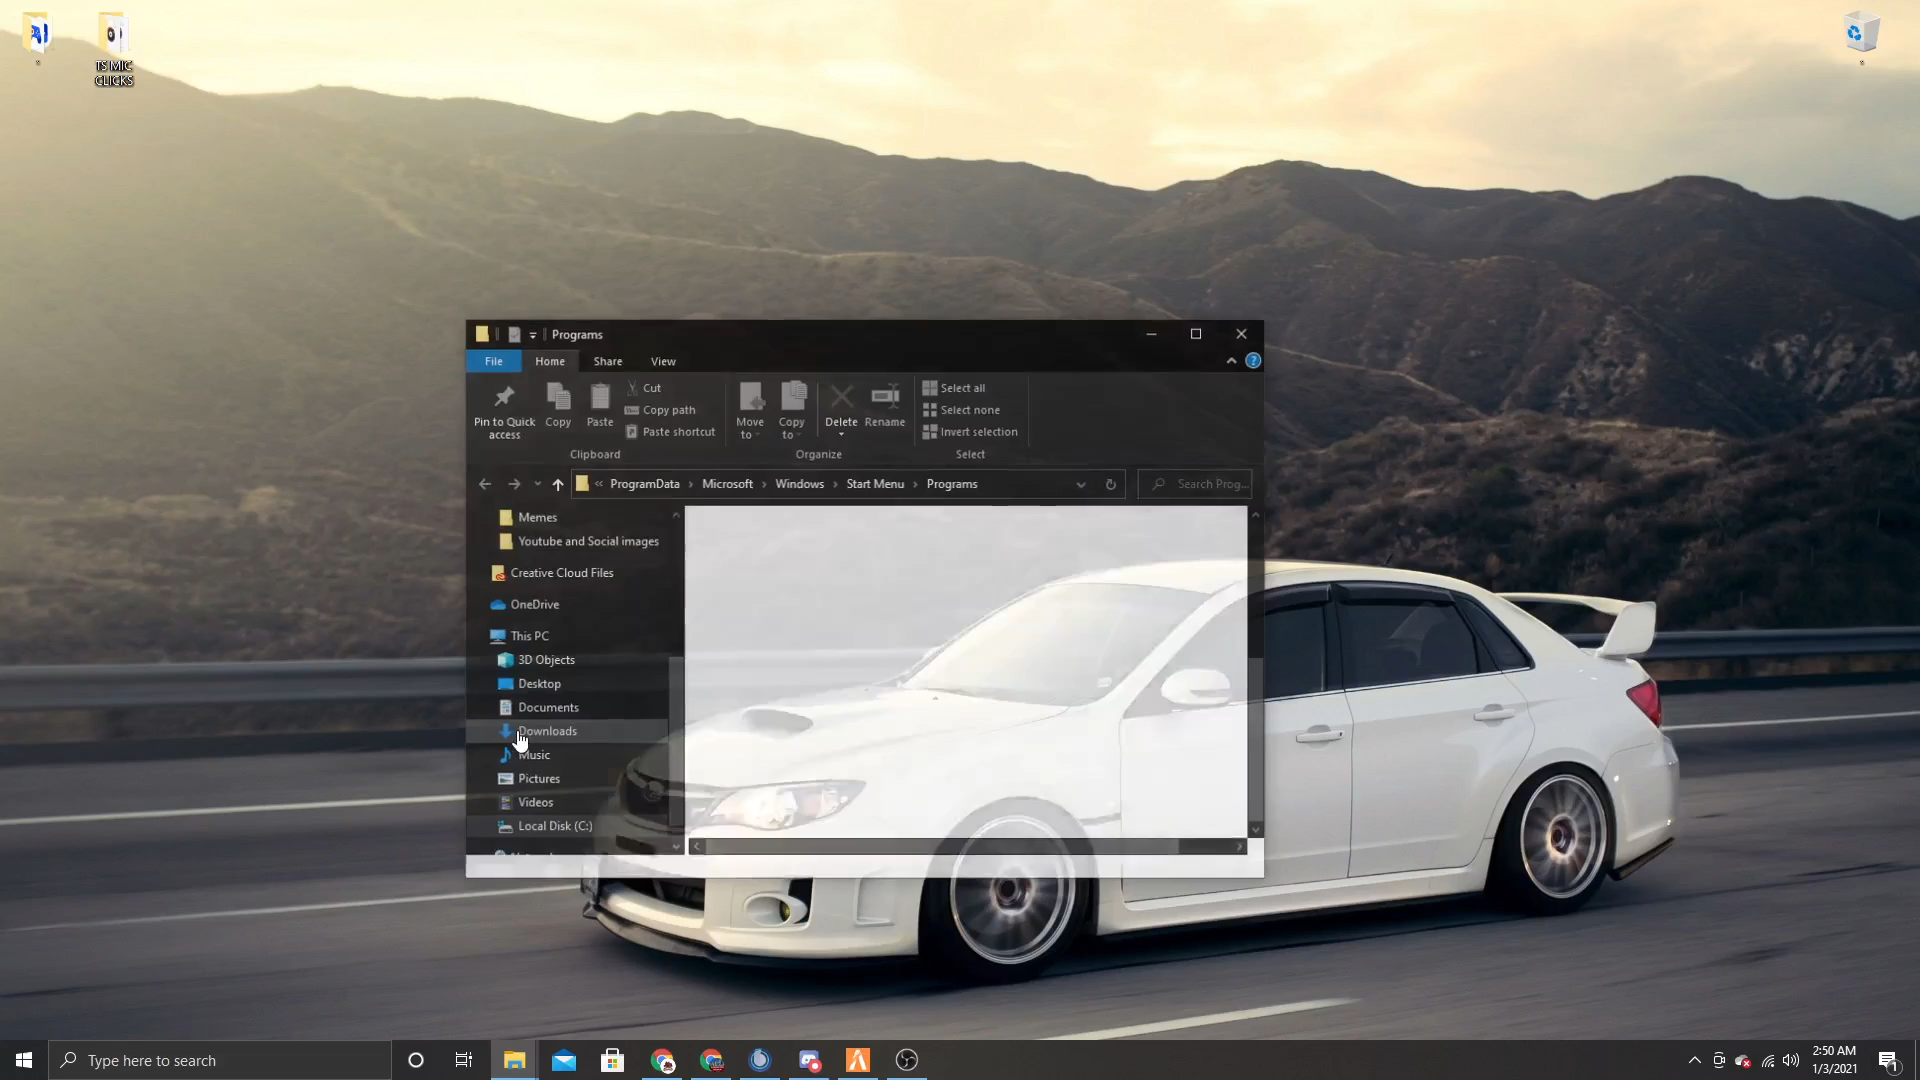 TS MIC
CLICKS
Programs
File
Home
Share
View
Pin to Quick
access
Copy
Paste
Cut
Copy path
Paste shortcut
Clipboard
Move
to
Copy
to
Delete
Rename
Organize
Select all
Select none
Invert selection
Select
« ProgramData > Microsoft > Windows > Start Menu > Programs
Search Prog...
Memes
Youtube and Social images
Creative Cloud Files
OneDrive
This PC
3D Objects
Desktop
Documents
Downloads
Music
Pictures
Videos
Local Disk (C:)
Type here to search
2:50 AM
1/3/2021
1